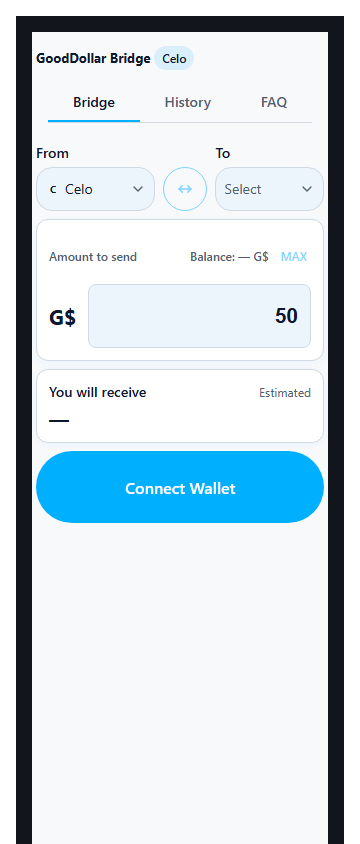 GoodDollar Bridge Celo
Bridge History FAQ
From To
C Celo Select
Amount to send Balance: — G$ MAX
G$ 50
You will receive Estimated
—
Connect Wallet